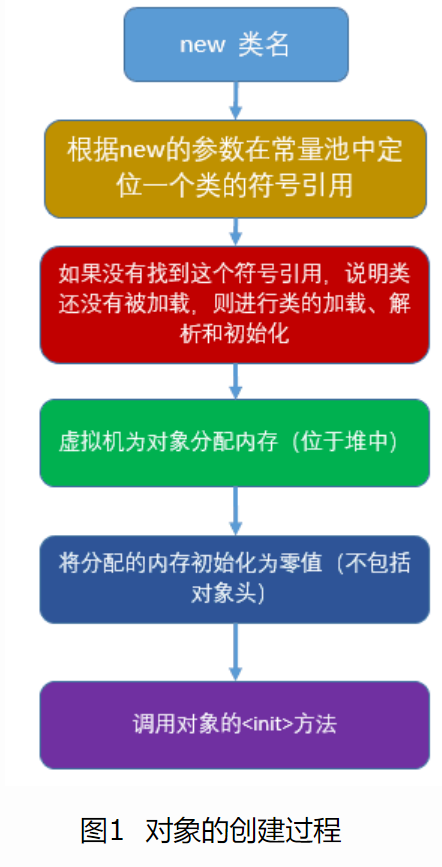 new 类名
根据new的参数在常量池中定
位一个类的符号引用
如果没有找到这个符号引用，说明类
还没有被加载，则进行类的加载、解
析和初始化
虚拟机为对象分配内存（位于堆中）
将分配的内存初始化为零值（不包括
对象头）
调用对象的<init>方法
图1 对象的创建过程